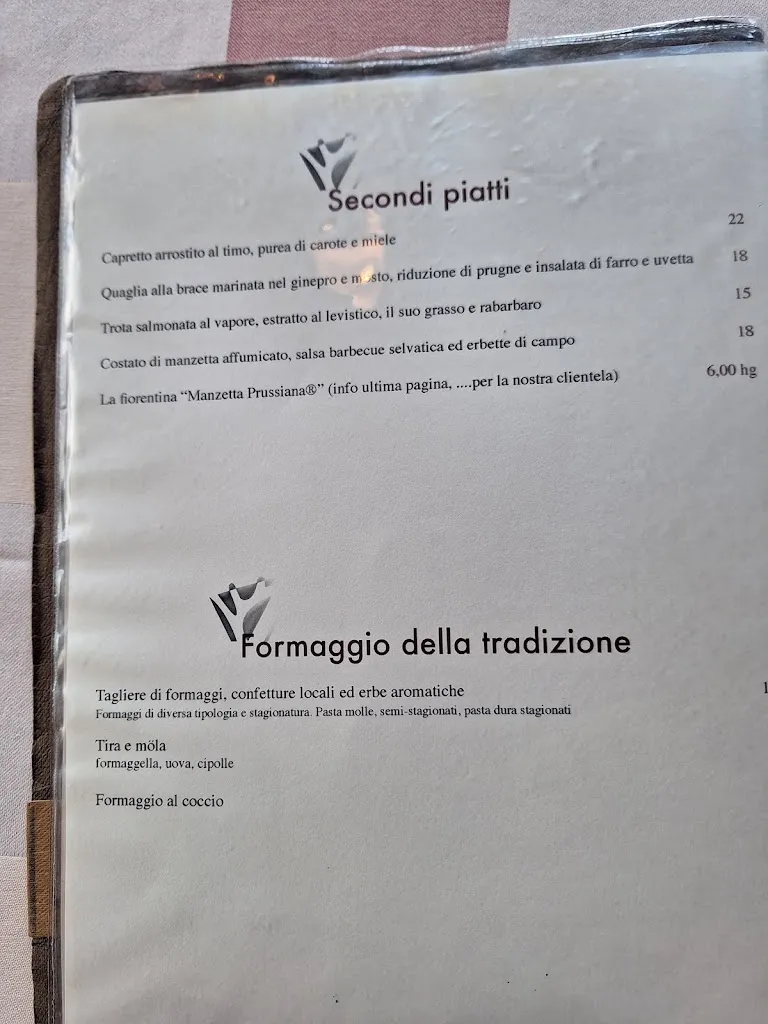 Secondi piatti
Capretto arrostito al timo, purea di carote e miele 22
Quaglia alla brace marinata nel ginepro e mosto, riduzione di prugne e insalata di farro e uvetta 18
Trota salmonata al vapore, estratto al levistico, il suo grasso e rabarbaro 15
Costato di manzetta affumicato, salsa barbecue selvatica ed erbette di campo 18
La fiorentina “Manzetta Prussiana®” (info ultima pagina, ....per la nostra clientela) 6,00 hg
Formaggio della tradizione
Tagliere di formaggi, confetture locali ed erbe aromatiche
Formaggi di diversa tipologia e stagionatura. Pasta molle, semi-stagionati, pasta dura stagionati
Tira e möla
formaggella, uova, cipolle
Formaggio al coccio